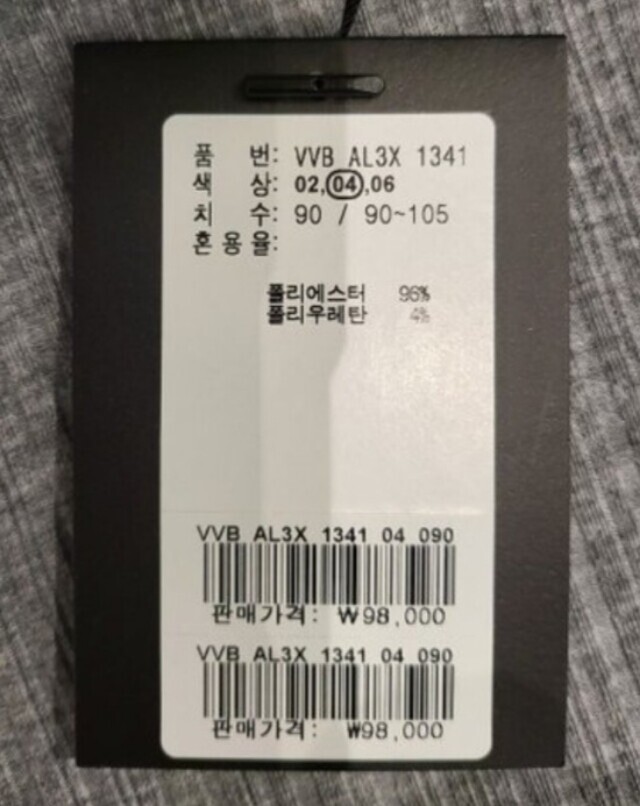 품 번: VVB AL3X 1341
색 상: 02,04,06
치 수: 90 / 90~105
혼용율:
폴리에스터 96%
폴리우레탄 4%
VVB AL3X 1341 04 090
판매가격: ₩98,000
VVB AL3X 1341 04 090
판매가격: ₩98,000